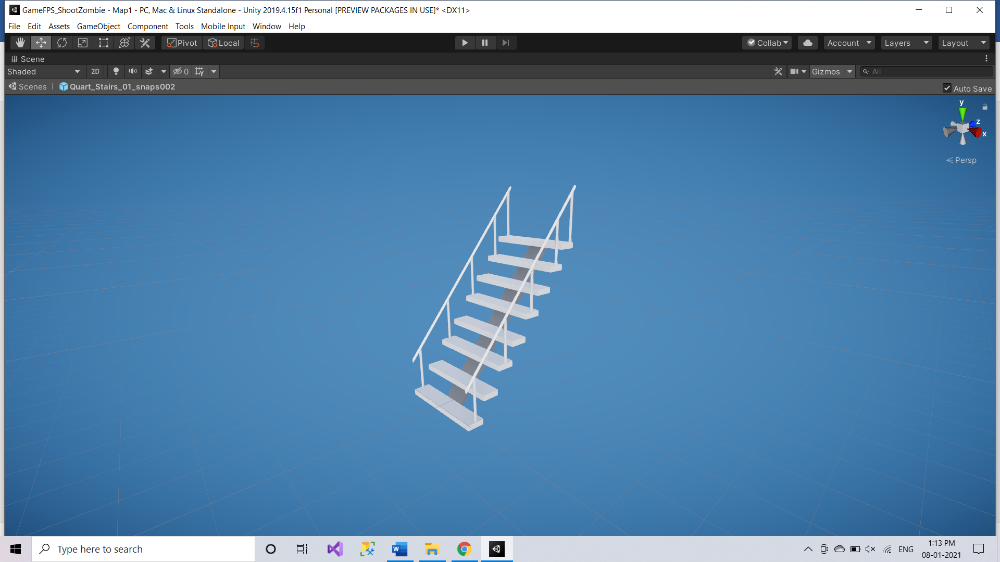 GameFPS_ShootZombie - Map1 - PC, Mac & Linux Standalone - Unity 2019.4.15f1 Personal [PREVIEW PACKAGES IN USE]* <DX11>
File Edit Assets GameObject Component Tools Mobile Input Window Help
Pivot Local Collab Account Layers Layout
Scene
Shaded 2D 0 Gizmos All
Scenes Quart_Stairs_01_snaps002 Auto Save
y
z
x
Persp
Type here to search
W
ENG
1:13 PM
08-01-2021